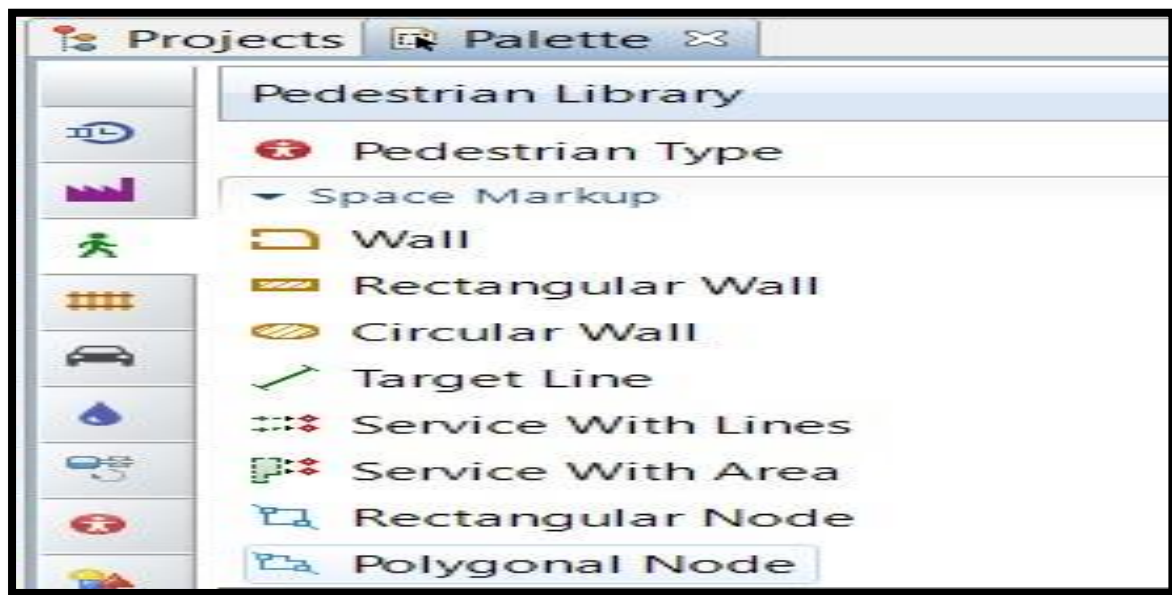 Projects Palette
Pedestrian Library
Pedestrian Type
Space Markup
Wall
Rectangular Wall
Circular Wall
Target Line
Service With Lines
Service With Area
Rectangular Node
Polygonal Node